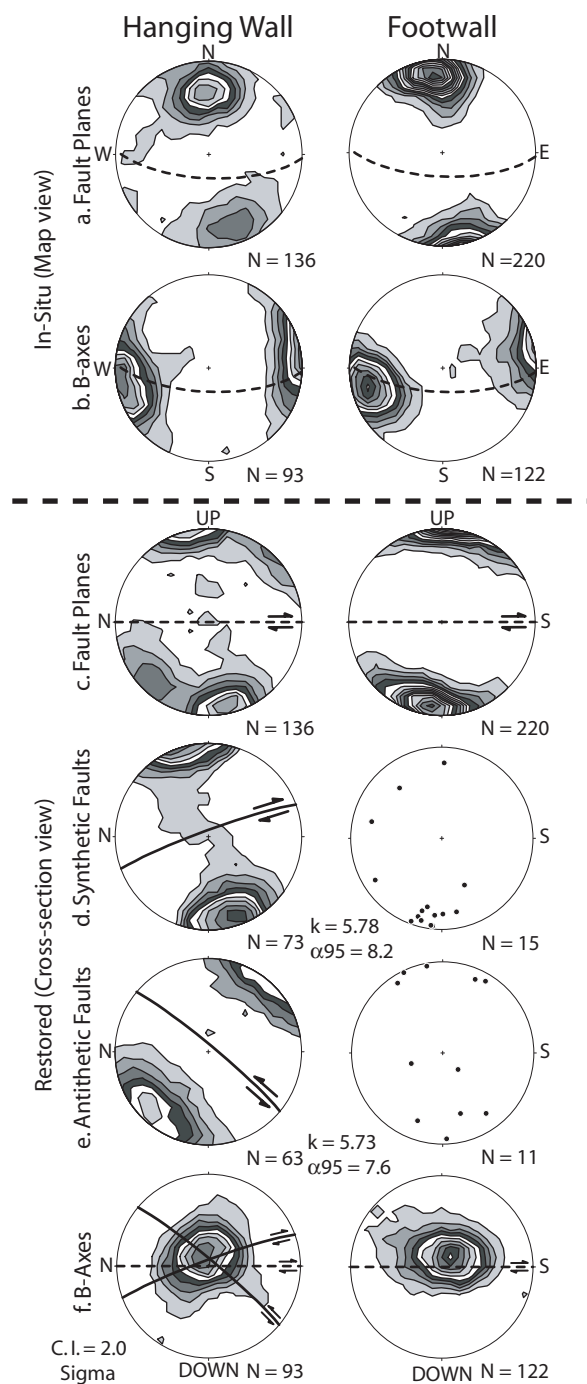 Hanging Wall Footwall
N N
In-Situ (Map view)
a. Fault Planes
W E
N = 136 N =220
b. B-axes
W E
S S
N = 93 N =122
Restored (Cross-section view)
UP UP
c. Fault Planes
N S
N = 136 N = 220
d. Synthetic Faults
N S
k = 5.78
N = 73 α95 = 8.2 N = 15
e. Antithetic Faults
N S
N = 63 k = 5.73 N = 11
α95 = 7.6
f. B-Axes
N S
C. I. = 2.0
Sigma
DOWN N = 93 DOWN N = 122